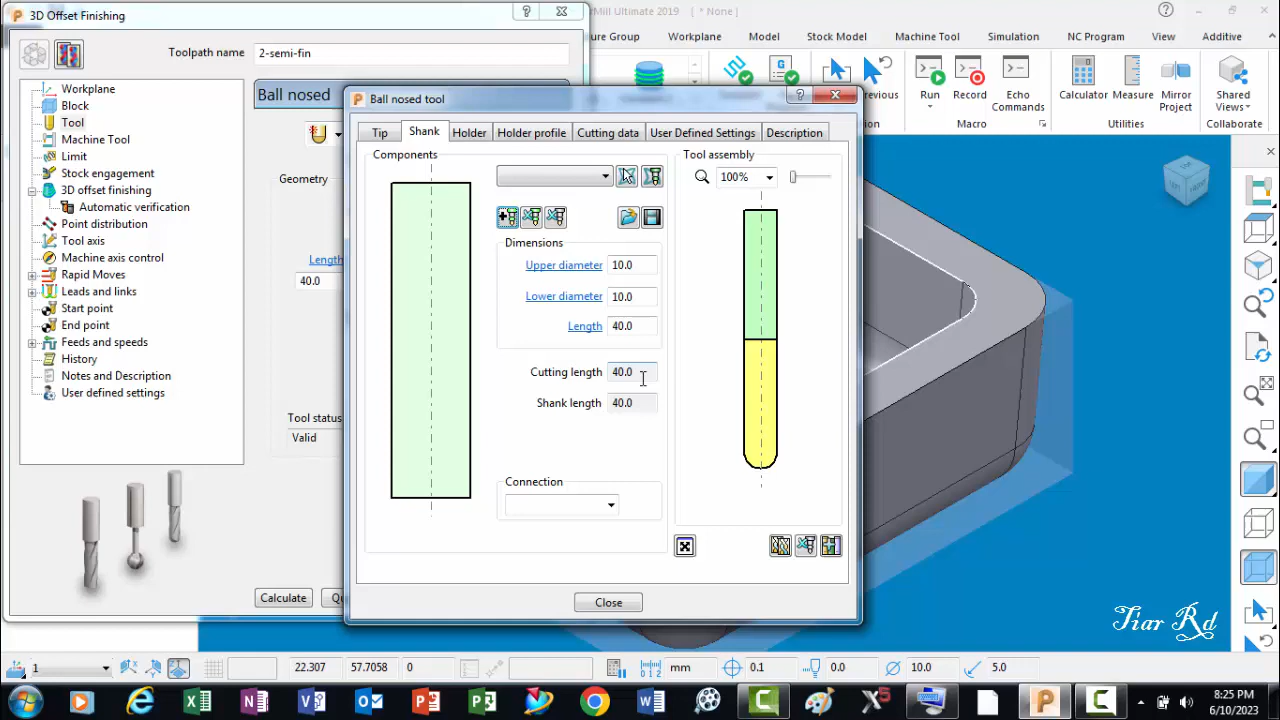 3D Offset Finishing
rMill Ultimate 2019 [ * None ]
ure Group
Workplane
Model
Stock Model
Machine Tool
Simulation
NC Program
View
Additive
Toolpath name
2-semi-fin
Workplane
Block
Tool
Machine Tool
Limit
Stock engagement
3D offset finishing
Automatic verification
Point distribution
Tool axis
Machine axis control
Rapid Moves
Leads and links
Start point
End point
Feeds and speeds
History
Notes and Description
User defined settings
Ball nosed
Geometry
Length
40.0
Tool status
Valid
Calculate
Qu
Ball nosed tool
Tip
Shank
Holder
Holder profile
Cutting data
User Defined Settings
Description
Components
Dimensions
Upper diameter 10.0
Lower diameter 10.0
Length 40.0
Cutting length 40.0
Shank length 40.0
Connection
Tool assembly
100%
Close
revious
Run
Record
Echo
Commands
Macro
Calculator
Measure
Mirror
Project
Utilities
Shared
Views
Collaborate
TOP
Tiar Rd
1
22.307
57.7058
0
mm
0.1
0.0
10.0
5.0
8:25 PM
6/10/2023